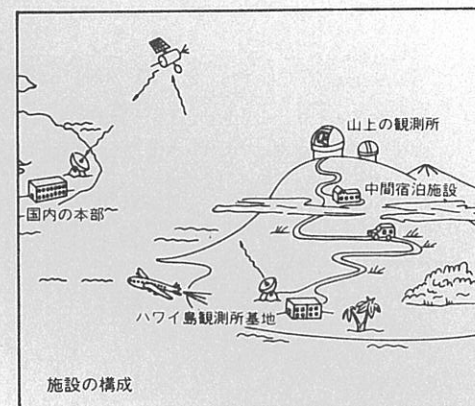 山上の観測所
中間宿泊施設
国内の本部
ハワイ島観測所基地
施設の構成